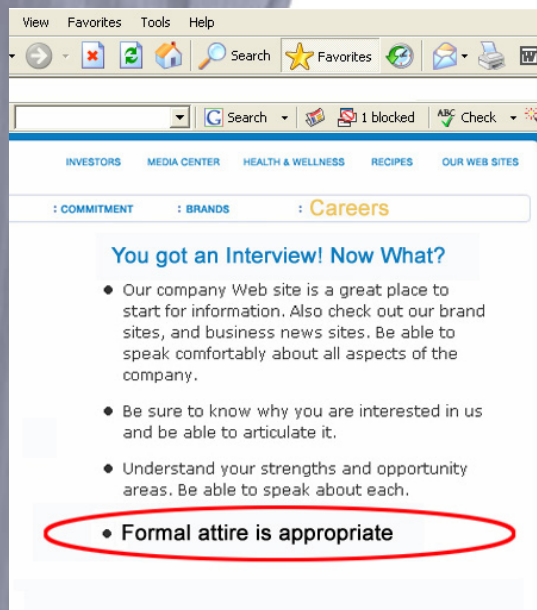 View Favorites Tools Help
Search Favorites
Search 1 blocked ABC Check
INVESTORS MEDIA CENTER HEALTH & WELLNESS RECIPES OUR WEB SITES
: COMMITMENT : BRANDS : Careers
You got an Interview! Now What?
• Our company Web site is a great place to
start for information. Also check out our brand
sites, and business news sites. Be able to
speak comfortably about all aspects of the
company.
• Be sure to know why you are interested in us
and be able to articulate it.
• Understand your strengths and opportunity
areas. Be able to speak about each.
• Formal attire is appropriate